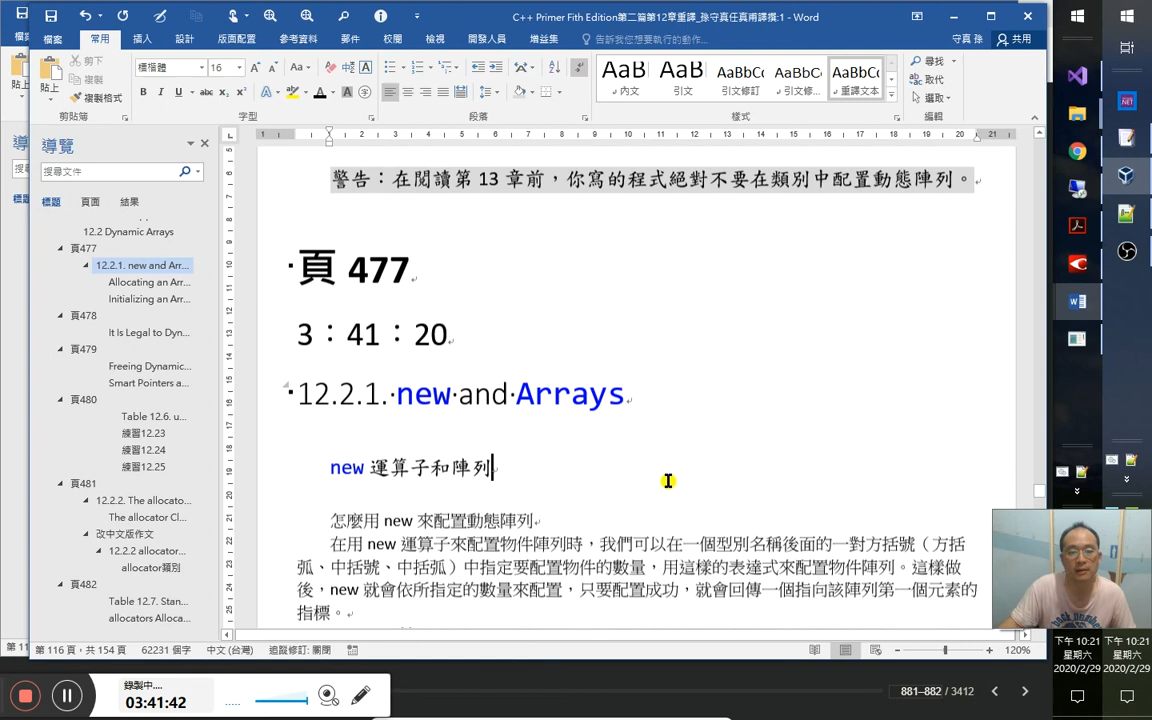 C++ Primer Fith Edition第二篇第12章重譯_孫守真任真甫譯撰:1 - Word
檔案 常用 插入 設計 版面配置 參考資料 郵件 校閱 檢視 開發人員 增益集 告訴我您想要執行的動作... 守真 孫 共用
貼上 剪下 複製 複製格式
標楷體 16
AaB AaB AaBbCc AaBbCc AaBbCc
內文 引文 引文修訂 引文修... 重譯文本
尋找 取代 選取
剪貼簿 字型 段落 樣式 編輯
導覽
搜尋文件
標題 頁面 結果
12.2 Dynamic Arrays
頁477
12.2.1. new and Arr...
Allocating an Arr...
Initializing an Arr...
頁478
It Is Legal to Dyn...
頁479
Freeing Dynamic...
Smart Pointers a...
頁480
Table 12.6. u...
練習12.23
練習12.24
練習12.25
頁481
12.2.2. The allocato...
The allocator Cl...
改中文版作文
12.2.2 allocator...
allocator類別
頁482
Table 12.7. Stan...
allocators Alloca...
警告：在閱讀第 13 章前，你寫的程式絕對不要在類別中配置動態陣列。
頁 477
3：41：20
12.2.1. new and Arrays
new 運算子和陣列
怎麼用 new 來配置動態陣列
在用 new 運算子來配置物件陣列時，我們可以在一個型別名稱後面的一對方括號（方括
弧、中括號、中括弧）中指定要配置物件的數量，用這樣的表達式來配置物件陣列。這樣做
後，new 就會依所指定的數量來配置，只要配置成功，就會回傳一個指向該陣列第一個元素的
指標。
第 116 頁，共 154 頁 62231 個字 中文 (台灣) 追蹤修訂: 關閉 120%
錄製中...
03:41:42
881–882 / 3412
下午 10:21
星期六
2020/2/29
下午 10:21
星期六
2020/2/29